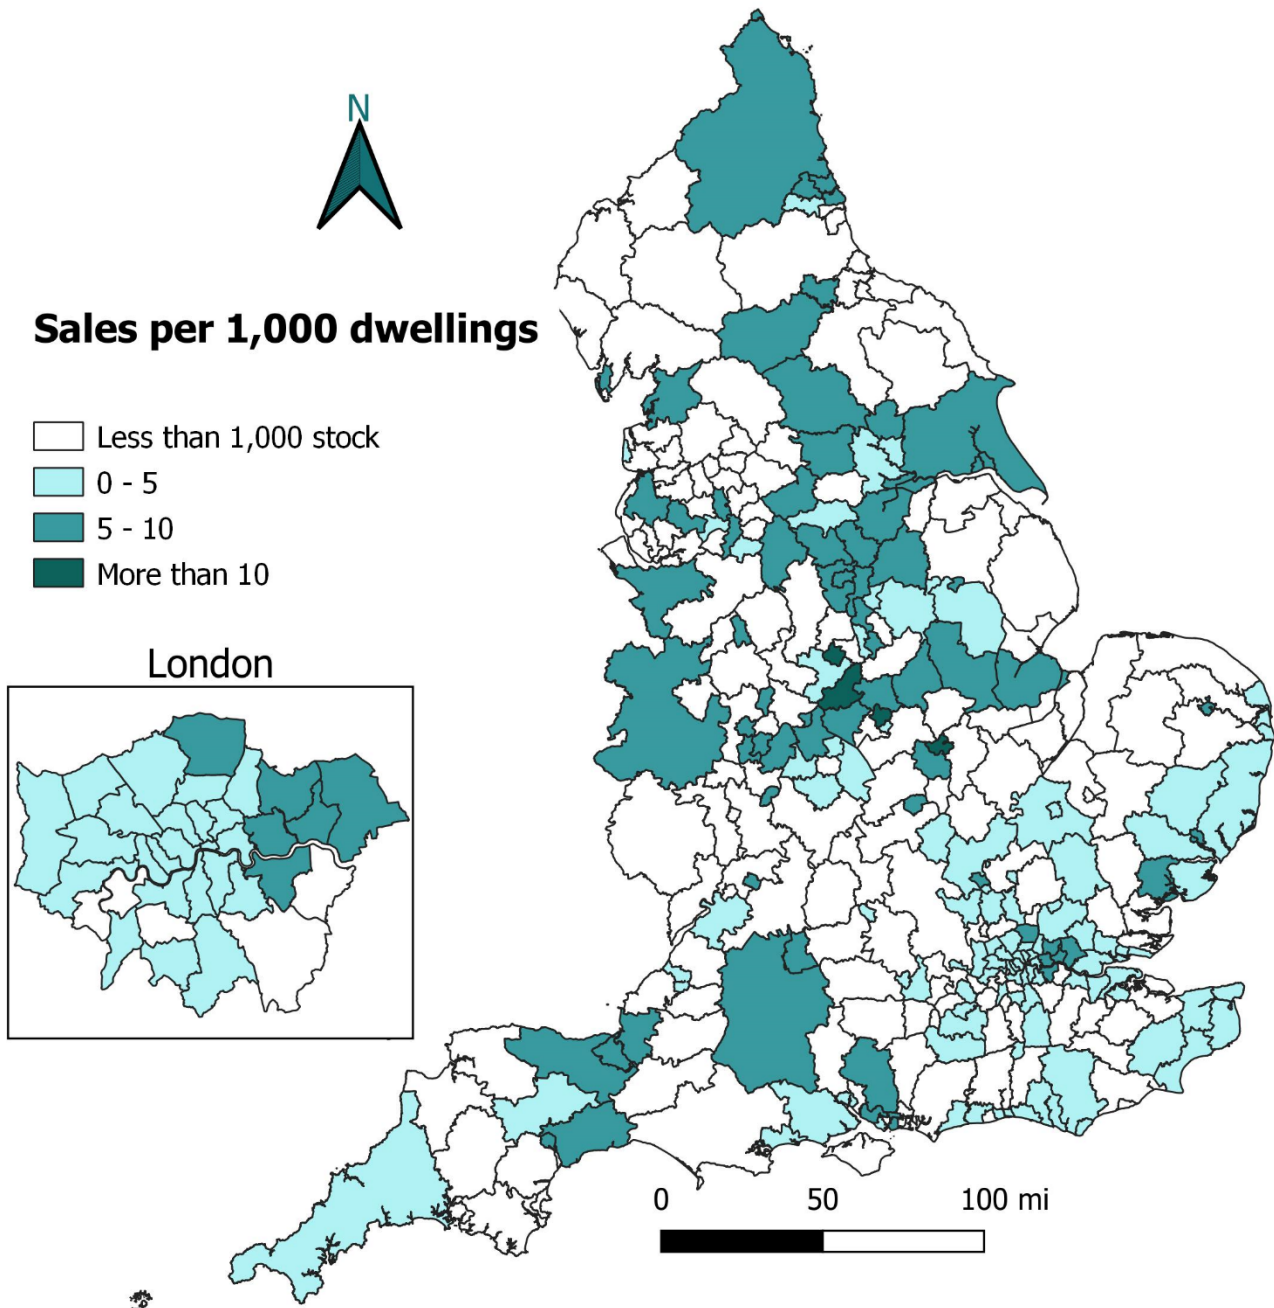 N
Sales per 1,000 dwellings
Less than 1,000 stock
0 - 5
5 - 10
More than 10
London
0 50 100 mi